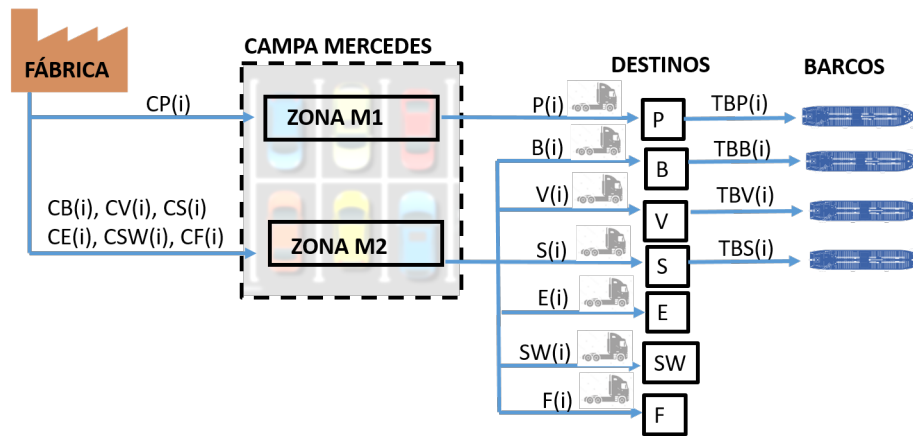 FÁBRICA
CAMPA MERCEDES
DESTINOS
BARCOS
CP(i)
ZONA M1
P(i)
P
TBP(i)
B(i)
B
TBB(i)
CB(i), CV(i), CS(i)
CE(i), CSW(i), CF(i)
V(i)
V
TBV(i)
ZONA M2
S(i)
S
TBS(i)
E(i)
E
SW(i)
SW
F(i)
F